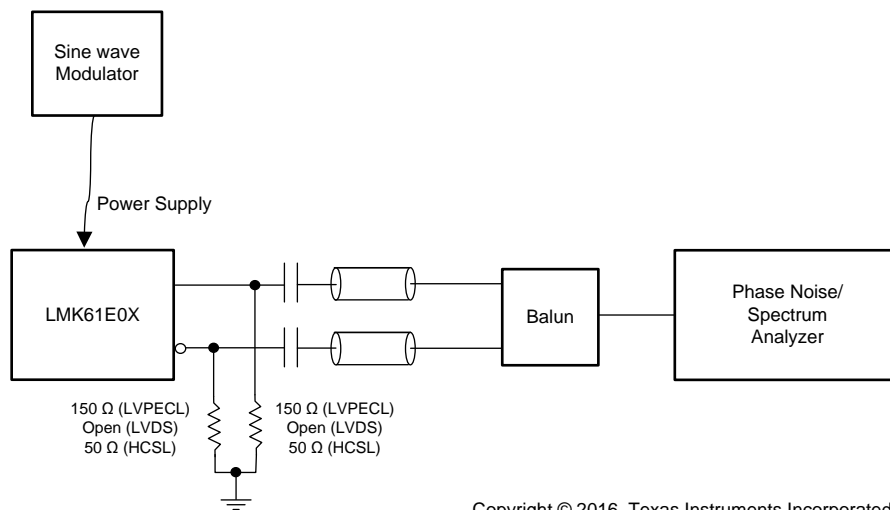 Sine wave
Modulator
Power Supply
LMK61E0X
Balun
Phase Noise/
Spectrum
Analyzer
150 Ω (LVPECL)
Open (LVDS)
50 Ω (HCSL)
150 Ω (LVPECL)
Open (LVDS)
50 Ω (HCSL)
Copyright © 2016, Texas Instruments Incorporated